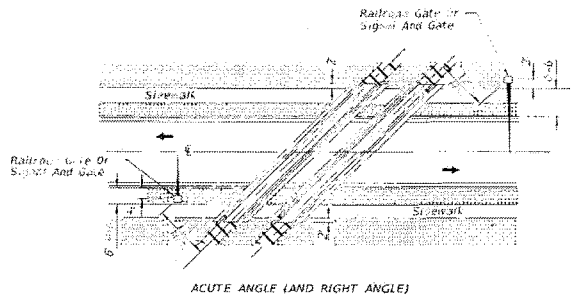 Railroad Gate Or
Signal And Gate
Sidewalk
Railroad Gate Or
Signal And Gate
Sidewalk
ACUTE ANGLE (AND RIGHT ANGLE)